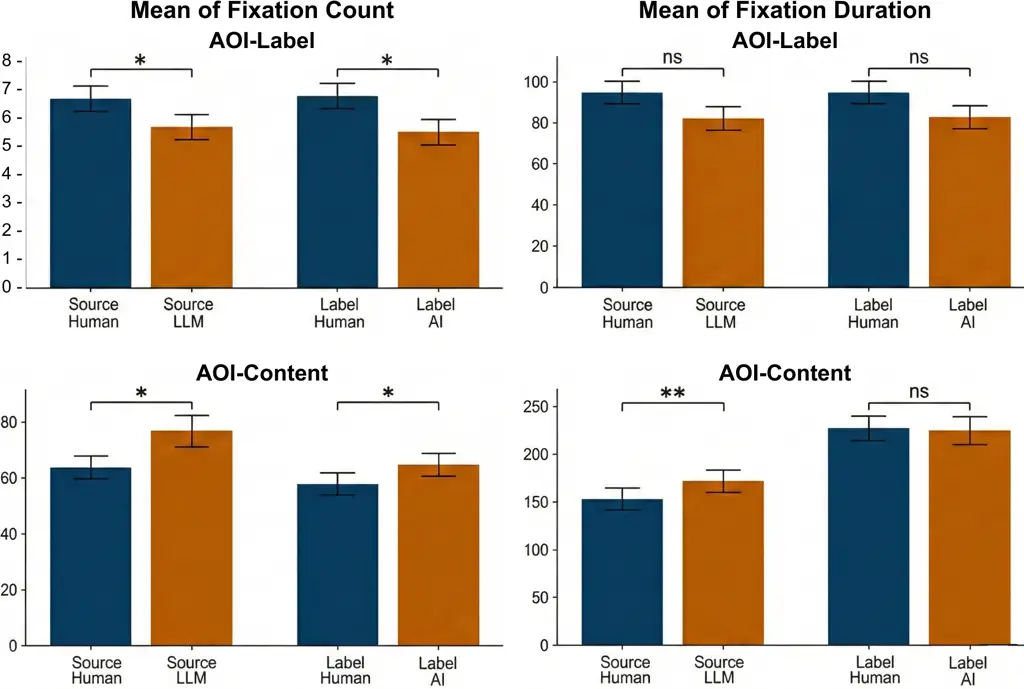 Mean of Fixation Count
AOI-Label
8 -
7 -
6 -
5 -
4 -
3 -
2 -
1 -
0 -
*
*
Source
Human
Source
LLM
Label
Human
Label
AI
Mean of Fixation Duration
AOI-Label
100
80
60
40
20
0
ns
ns
Source
Human
Source
LLM
Label
Human
Label
AI
AOI-Content
80
60
40
20
0
*
*
Source
Human
Source
LLM
Label
Human
Label
AI
AOI-Content
250
200
150
100
50
0
**
ns
Source
Human
Source
LLM
Label
Human
Label
AI